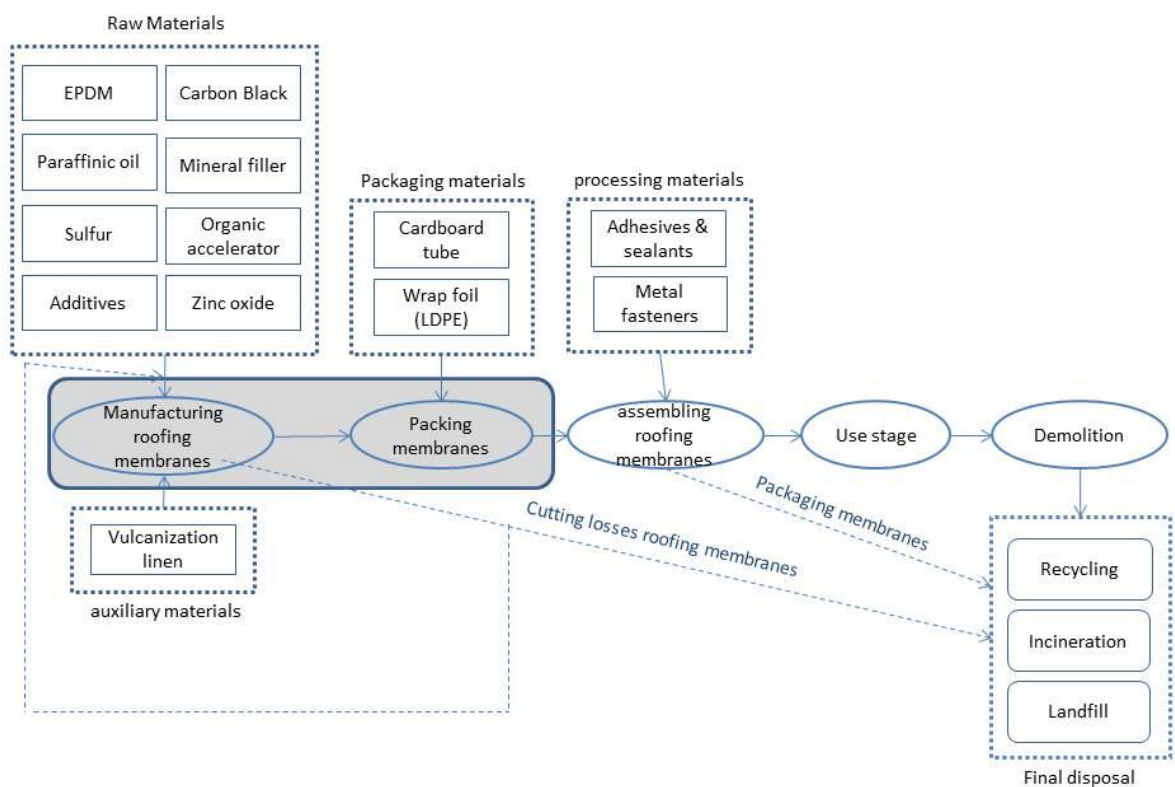 Raw Materials
EPDM
Carbon Black
Paraffinic oil
Mineral filler
Sulfur
Organic
accelerator
Additives
Zinc oxide
Packaging materials
Cardboard
tube
Wrap foil
(LDPE)
processing materials
Adhesives &
sealants
Metal
fasteners
Manufacturing
roofing
membranes
Packing
membranes
assembling
roofing
membranes
Use stage
Demolition
Vulcanization
linen
auxiliary materials
Cutting losses roofing membranes
Packaging membranes
Recycling
Incineration
Landfill
Final disposal